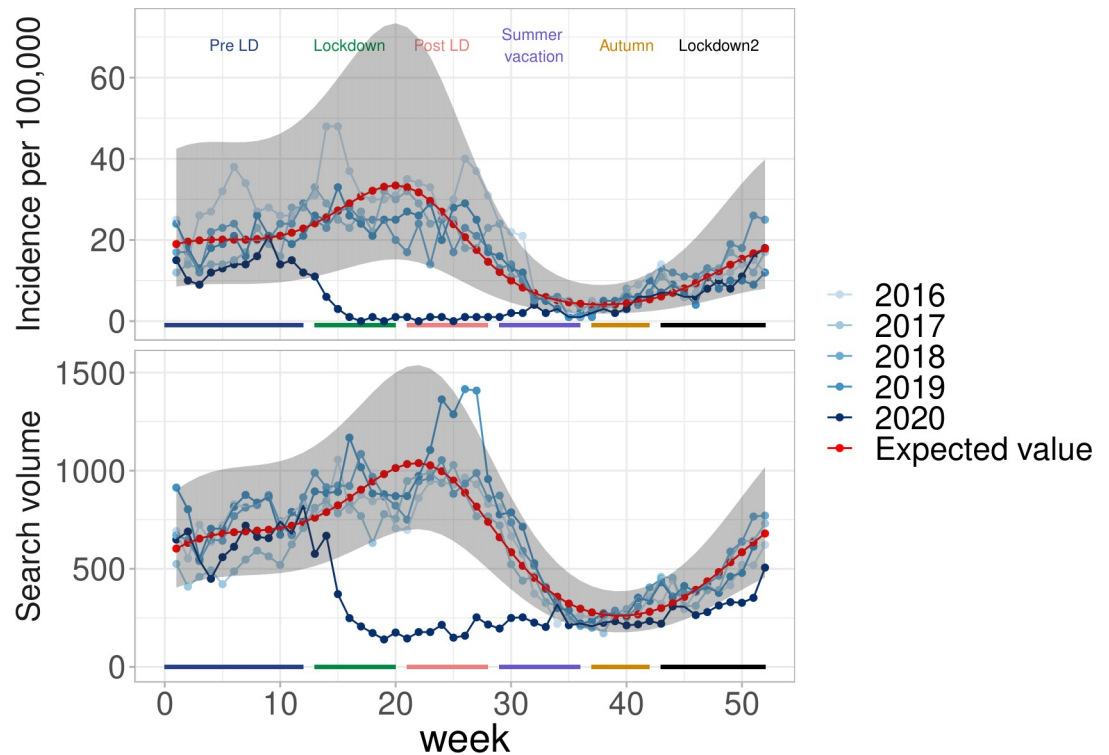 Incidence per 100,000
60
40
20
0
Pre LD
Lockdown
Post LD
Summer
vacation
Autumn
Lockdown2
Search volume
1500
1000
500
0
0
10
20
30
40
50
week
2016
2017
2018
2019
2020
Expected value